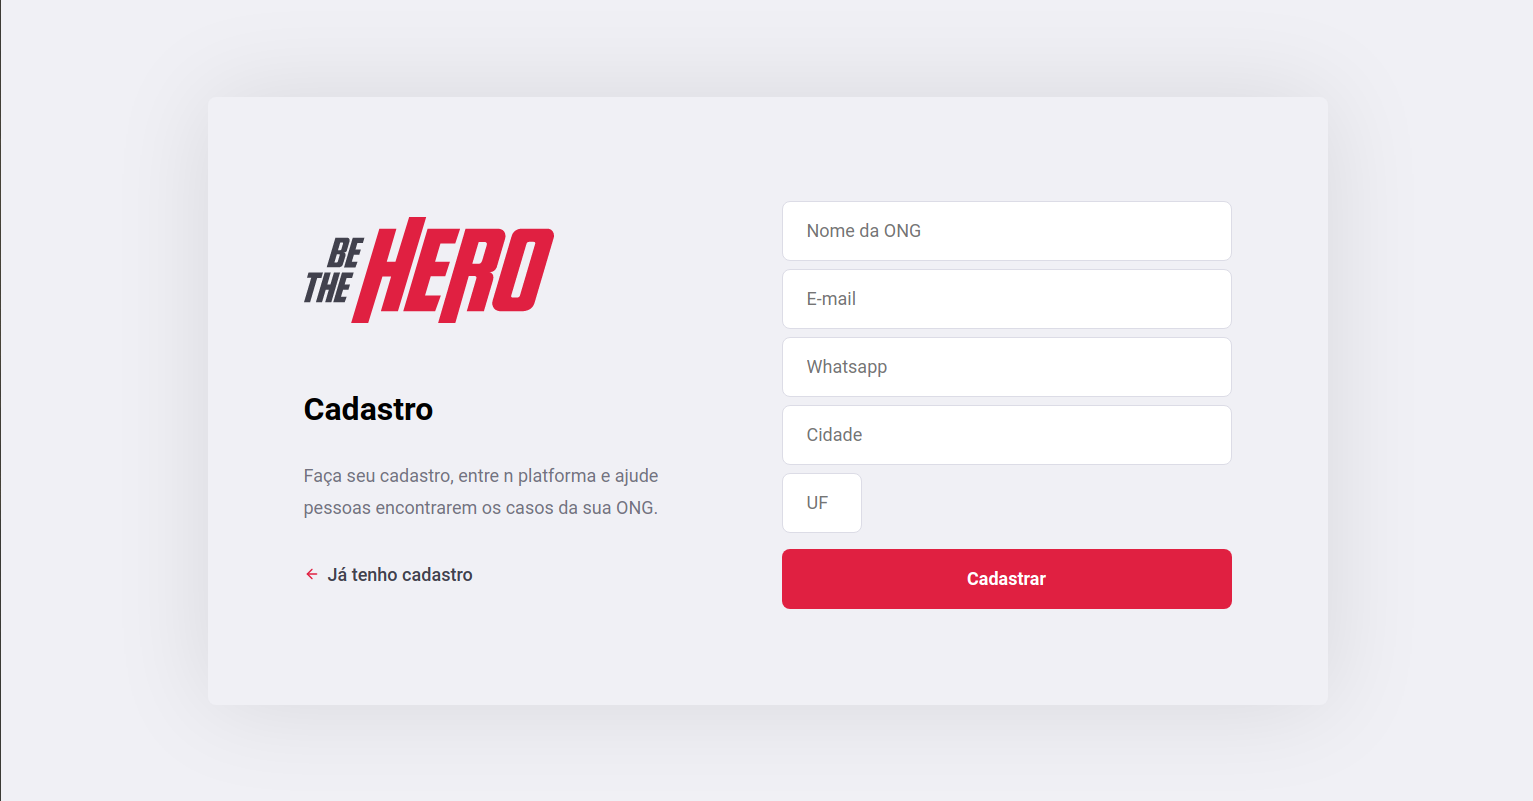 BE
THE
HERO
Cadastro
Faça seu cadastro, entre n platforma e ajude
pessoas encontrarem os casos da sua ONG.
Já tenho cadastro
Nome da ONG
E-mail
Whatsapp
Cidade
UF
Cadastrar